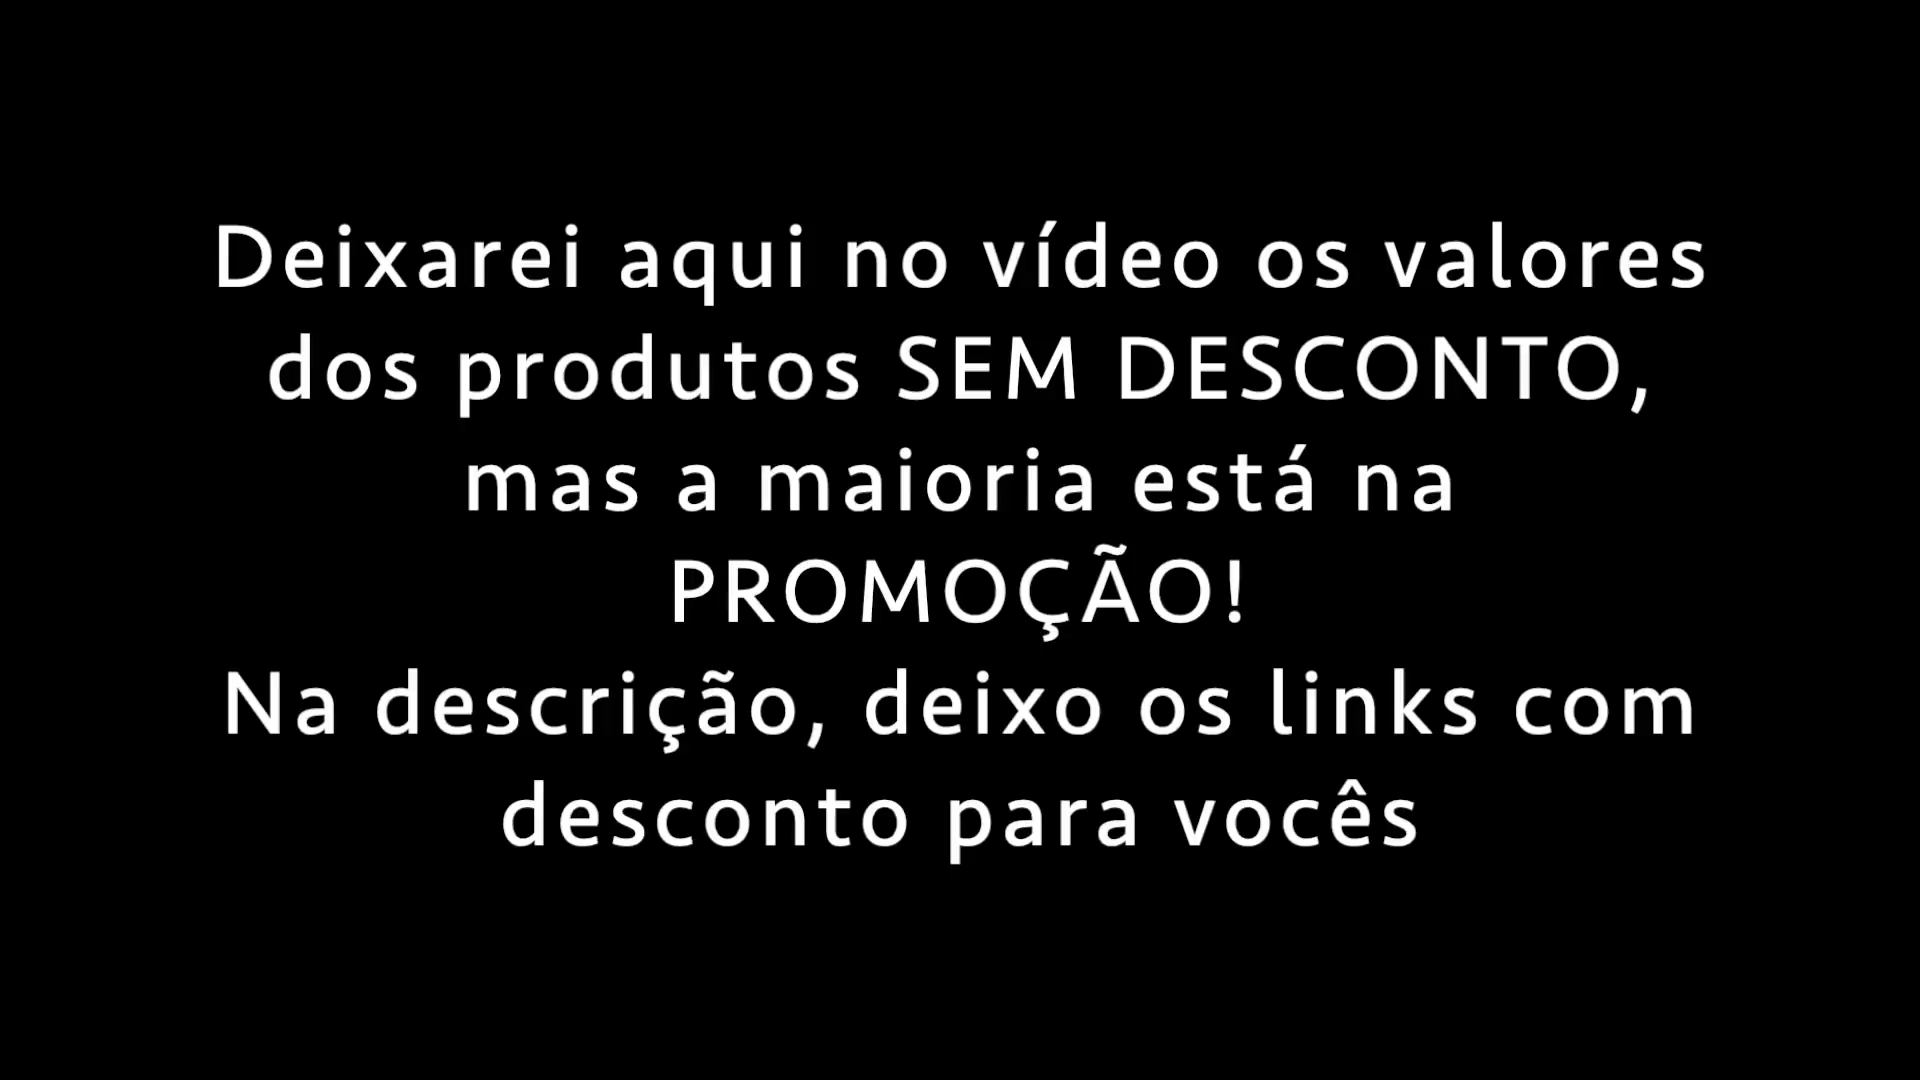 Deixarei aqui no vídeo os valores
dos produtos SEM DESCONTO,
mas a maioria está na
PROMOÇÃO!
Na descrição, deixo os links com
desconto para vocês